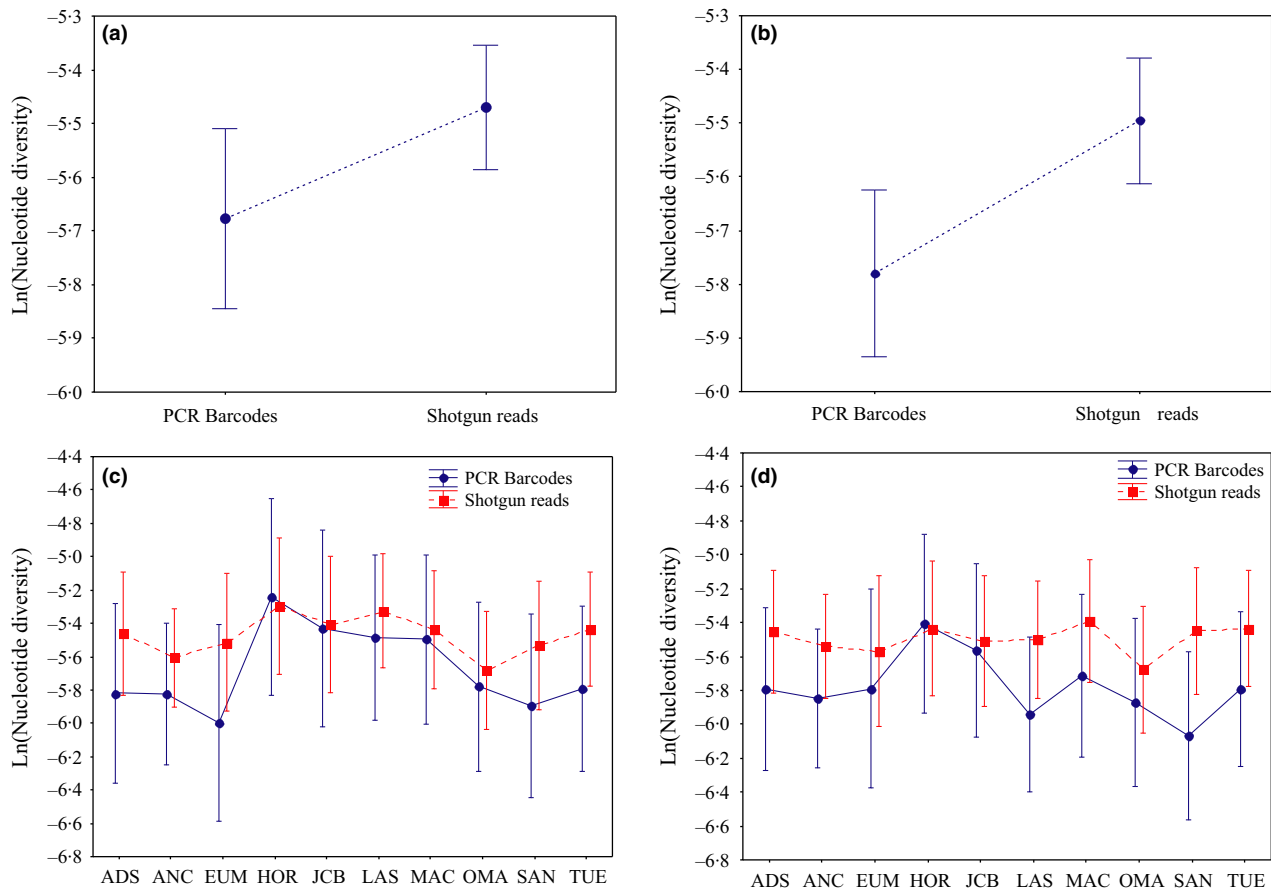 (a)
Ln(Nucleotide diversity)
–5·3
–5·4
–5·5
–5·6
–5·7
–5·8
–5·9
–6·0
PCR Barcodes Shotgun reads
(b)
Ln(Nucleotide diversity)
–5·3
–5·4
–5·5
–5·6
–5·7
–5·8
–5·9
–6·0
PCR Barcodes Shotgun reads
(c)
PCR Barcodes
Shotgun reads
Ln(Nucleotide diversity)
–4·4
–4·6
–4·8
–5·0
–5·2
–5·4
–5·6
–5·8
–6·0
–6·2
–6·4
–6·6
–6·8
ADS ANC EUM HOR JCB LAS MAC OMA SAN TUE
(d)
PCR Barcodes
Shotgun reads
Ln(Nucleotide diversity)
–4·4
–4·6
–4·8
–5·0
–5·2
–5·4
–5·6
–5·8
–6·0
–6·2
–6·4
–6·6
–6·8
ADS ANC EUM HOR JCB LAS MAC OMA SAN TUE